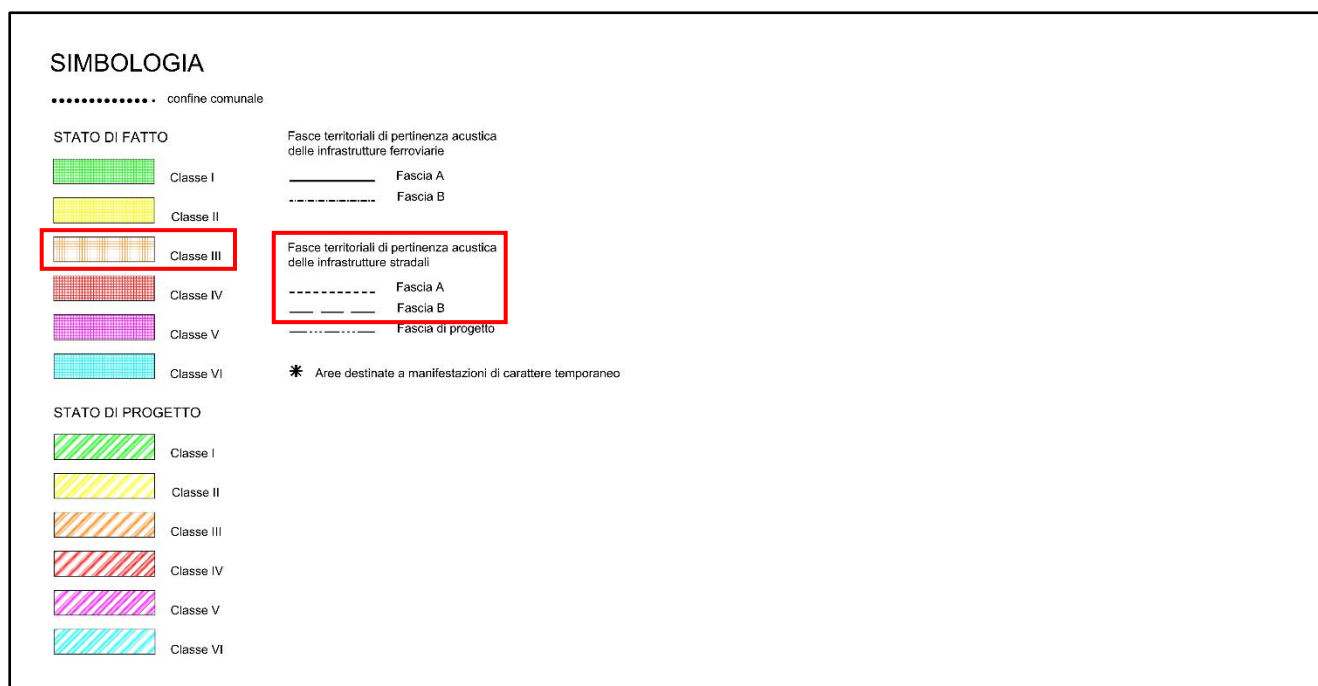 SIMBOLOGIA
confine comunale
STATO DI FATTO
Classe I
Classe II
Classe III
Classe IV
Classe V
Classe VI
Fasce territoriali di pertinenza acustica
delle infrastrutture ferroviarie
Fascia A
Fascia B
Fasce territoriali di pertinenza acustica
delle infrastrutture stradali
Fascia A
Fascia B
Fascia di progetto
Aree destinate a manifestazioni di carattere temporaneo
STATO DI PROGETTO
Classe I
Classe II
Classe III
Classe IV
Classe V
Classe VI